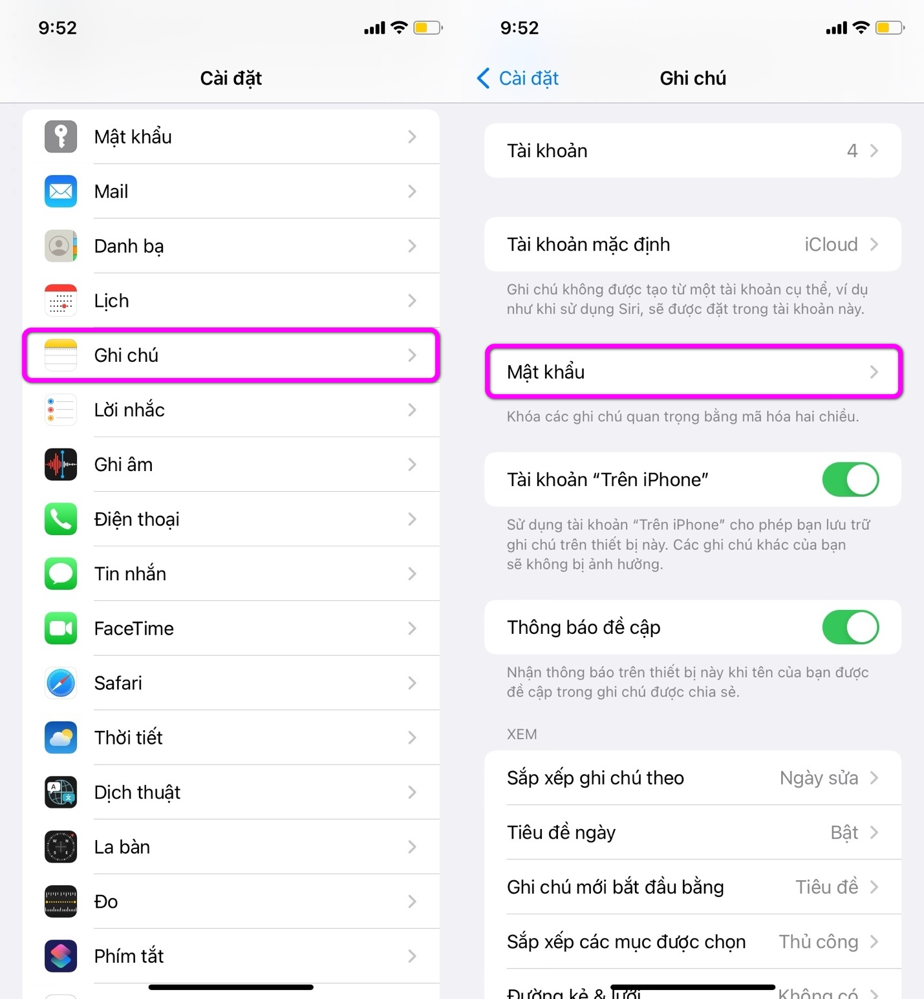 9:52
Cài đặt
Mật khẩu
Mail
Danh bạ
Lịch
Ghi chú
Lời nhắc
Ghi âm
Điện thoại
Tin nhắn
FaceTime
Safari
Thời tiết
Dịch thuật
La bàn
Đo
Phím tắt
9:52
Cài đặt
Ghi chú
Tài khoản 4
Tài khoản mặc định iCloud
Ghi chú không được tạo từ một tài khoản cụ thể, ví dụ
như khi sử dụng Siri, sẽ được đặt trong tài khoản này.
Mật khẩu
Khóa các ghi chú quan trọng bằng mã hóa hai chiều.
Tài khoản “Trên iPhone”
Sử dụng tài khoản “Trên iPhone” cho phép bạn lưu trữ
ghi chú trên thiết bị này. Các ghi chú khác của bạn
sẽ không bị ảnh hưởng.
Thông báo đề cập
Nhận thông báo trên thiết bị này khi tên của bạn được
đề cập trong ghi chú được chia sẻ.
XEM
Sắp xếp ghi chú theo Ngày sửa
Tiêu đề ngày Bật
Ghi chú mới bắt đầu bằng Tiêu đề
Sắp xếp các mục được chọn Thủ công
Đường kẻ & lưới Không có